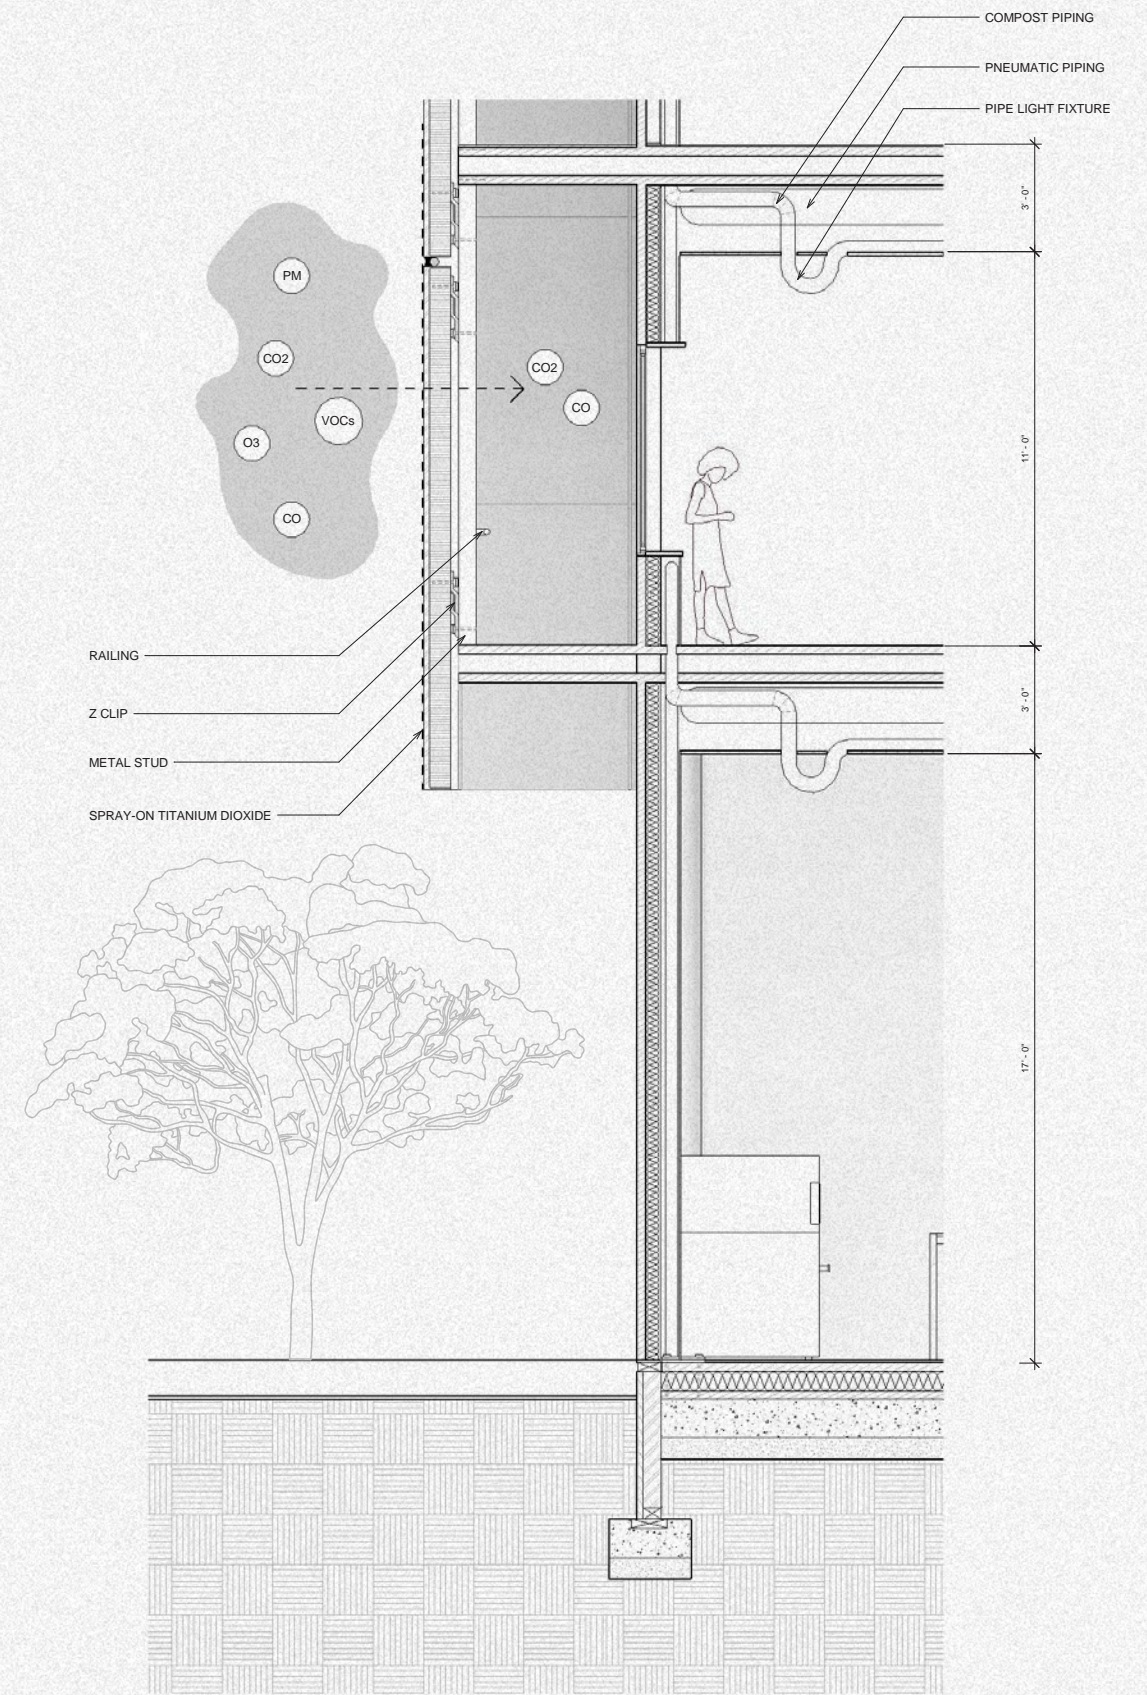 COMPOST PIPING
PNEUMATIC PIPING
PIPE LIGHT FIXTURE
3' - 0"
PM
CO2
VOCs
O3
CO
CO2
CO
11' - 0"
RAILING
Z CLIP
METAL STUD
SPRAY-ON TITANIUM DIOXIDE
3' - 0"
17' - 0"